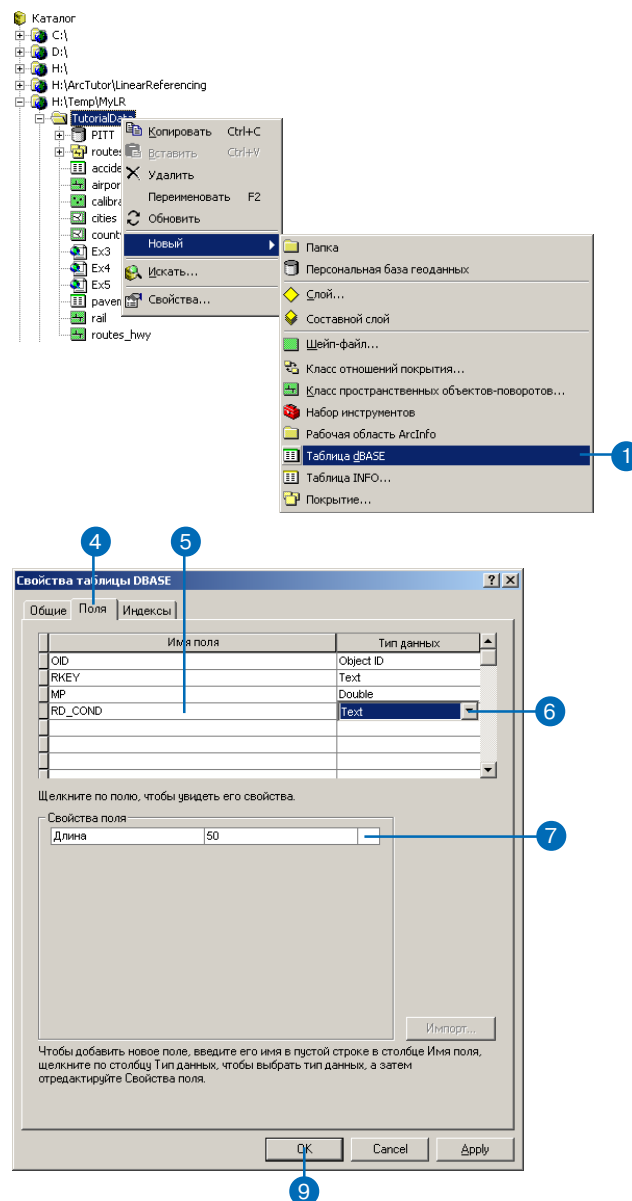 Каталог
C:\
D:\
H:\
H:\ArcTutor\LinearReferencing
H:\Temp\MyLR
TutorialData
PITT
routes
accide
airpor
calibra
cities
county
Ex3
Ex4
Ex5
pavem
rail
routes_hwy
Копировать Ctrl+C
Вставить Ctrl+V
Удалить
Переименовать F2
Обновить
Новый
Искать...
Свойства...
Папка
Персональная база геоданных
Слой...
Составной слой
Шейп-файл...
Класс отношений покрытия...
Класс пространственных объектов-поворотов...
Набор инструментов
Рабочая область ArcInfo
Таблица dBASE
Таблица INFO...
Покрытие...
1
4 5
Свойства таблицы DBASE
Общие Поля Индексы
Имя поля Тип данных
OID Object ID
RKEY Text
MP Double
RD_COND Text
6
Щелкните по полю, чтобы увидеть его свойства.
Свойства поля
Длина 50
7
Импорт...
Чтобы добавить новое поле, введите его имя в пустой строке в столбце Имя поля,
щелкните по столбцу Тип данных, чтобы выбрать тип данных, а затем
отредактируйте Свойства поля.
OK Cancel Apply
9